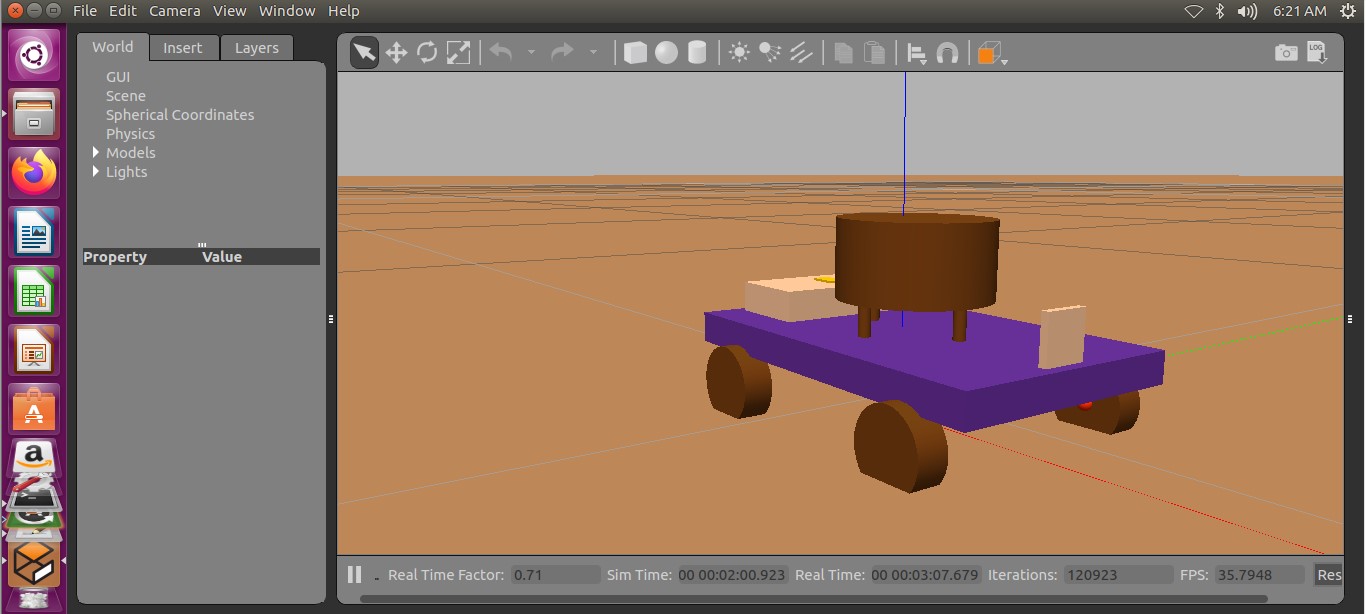 File Edit Camera View Window Help
6:21 AM
World Insert Layers
GUI
Scene
Spherical Coordinates
Physics
Models
Lights
Property Value
LOG
a
Real Time Factor: 0.71 Sim Time: 00 00:02:00.923 Real Time: 00 00:03:07.679 Iterations: 120923 FPS: 35.7948 Res